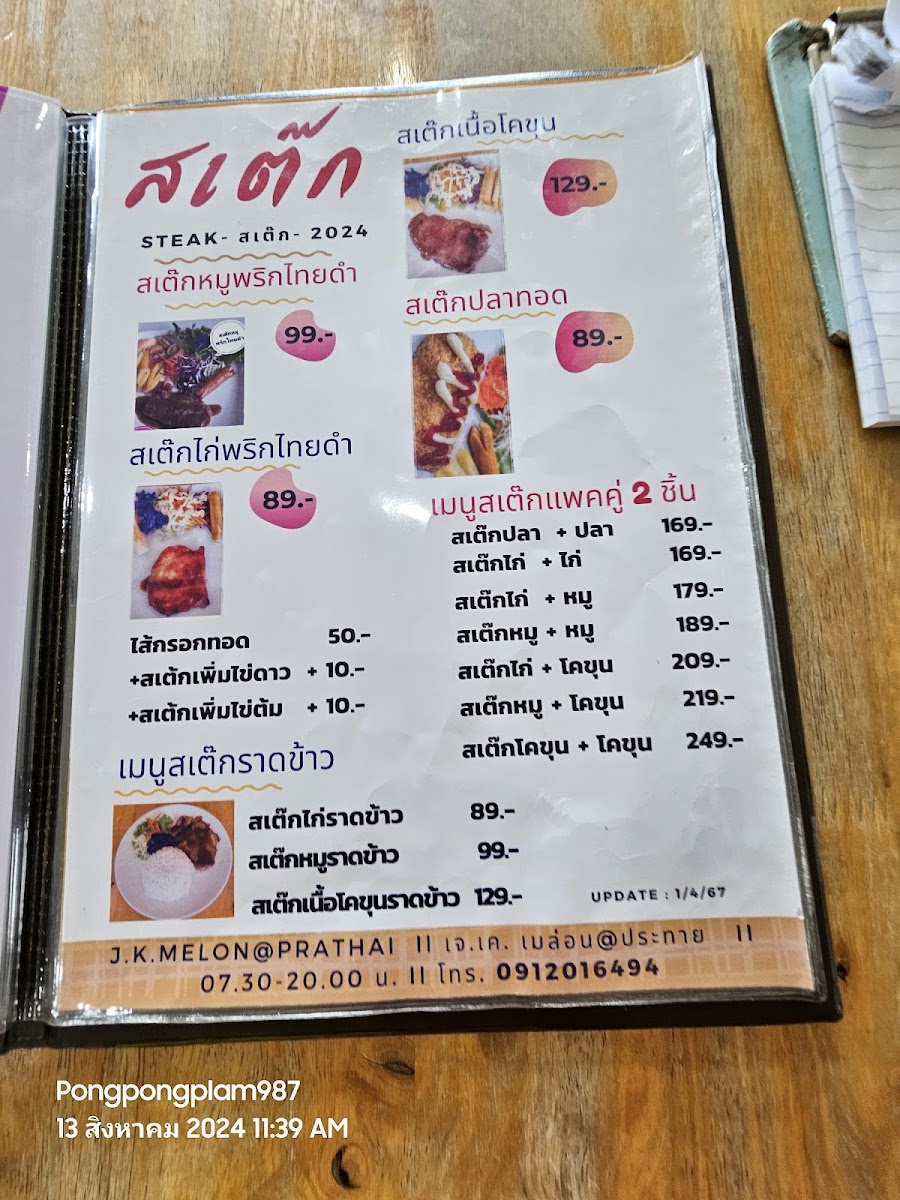 สเต๊ก
STEAK- สเต๊ก- 2024
สเต๊กหมูพริกไทยดำ
99.-
สเต๊กหมู
พริกไทยดำ
สเต๊กไก่พริกไทยดำ
89.-
ไส้กรอกทอด 50.-
+สเต้กเพิ่มไข่ดาว + 10.-
+สเต้กเพิ่มไข่ต้ม + 10.-
สเต๊กเนื้อโคขุน
129.-
สเต๊กปลาทอด
89.-
เมนูสเต๊กแพคคู่ 2 ชิ้น
สเต๊กปลา + ปลา 169.-
สเต๊กไก่ + ไก่ 169.-
สเต๊กไก่ + หมู 179.-
สเต๊กหมู + หมู 189.-
สเต๊กไก่ + โคขุน 209.-
สเต๊กหมู + โคขุน 219.-
สเต๊กโคขุน + โคขุน 249.-
เมนูสเต๊กราดข้าว
สเต๊กไก่ราดข้าว 89.-
สเต๊กหมูราดข้าว 99.-
สเต๊กเนื้อโคขุนราดข้าว 129.-
UPDATE : 1/4/67
J.K.MELON@PRATHAI II เจ.เค. เมล่อน@ประทาย II
07.30-20.00 น. II โทร. 0912016494
Pongpongplam987
13 สิงหาคม 2024 11:39 AM